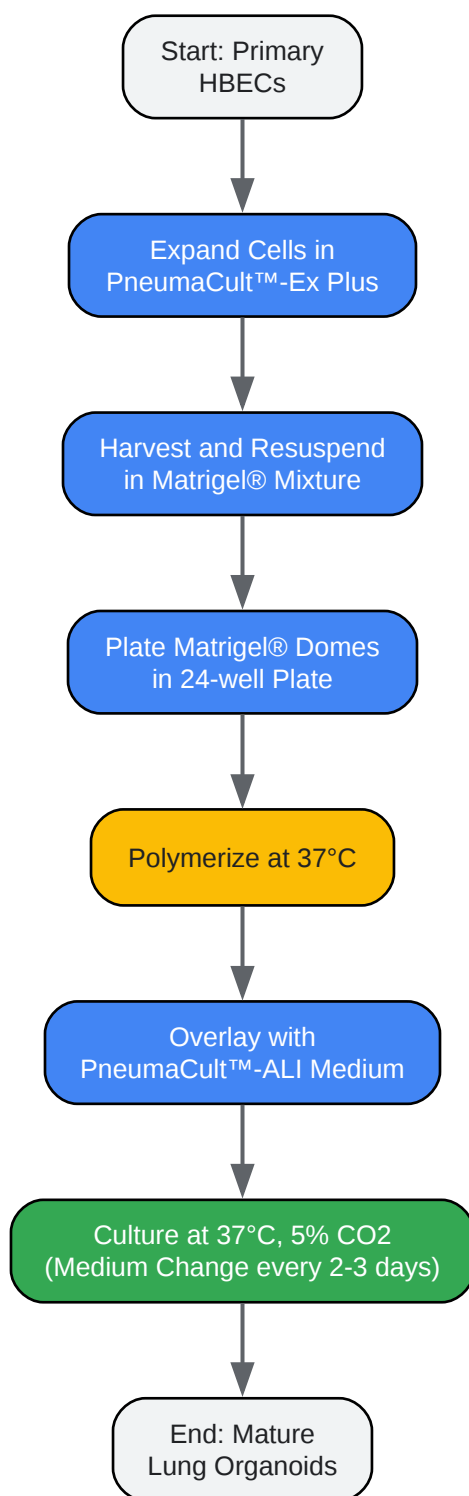 Start: Primary
HBECs
Expand Cells in
PneumaCult™-Ex Plus
Harvest and Resuspend
in Matrigel® Mixture
Plate Matrigel® Domes
in 24-well Plate
Polymerize at 37°C
Overlay with
PneumaCult™-ALI Medium
Culture at 37°C, 5% CO2
(Medium Change every 2-3 days)
End: Mature
Lung Organoids